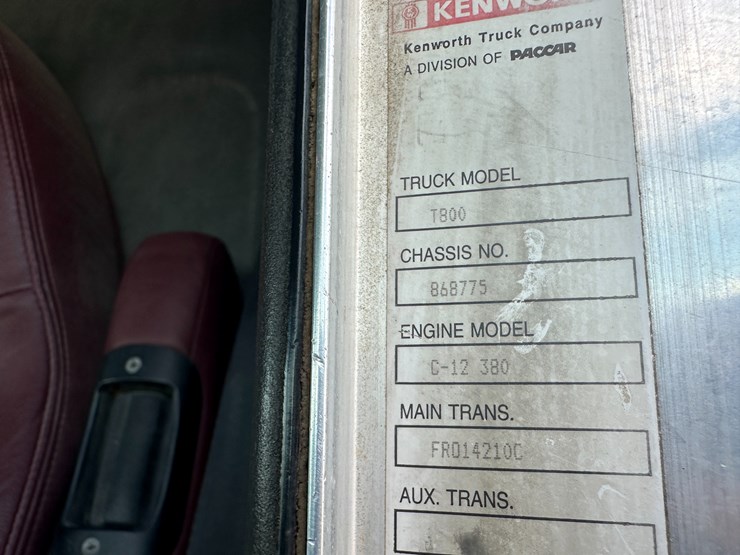 KENWO
Kenworth Truck Company
A DIVISION OF PACCAR
TRUCK MODEL
T800
CHASSIS NO.
868775
ENGINE MODEL
C-12 380
MAIN TRANS.
FRO14210C
AUX. TRANS.